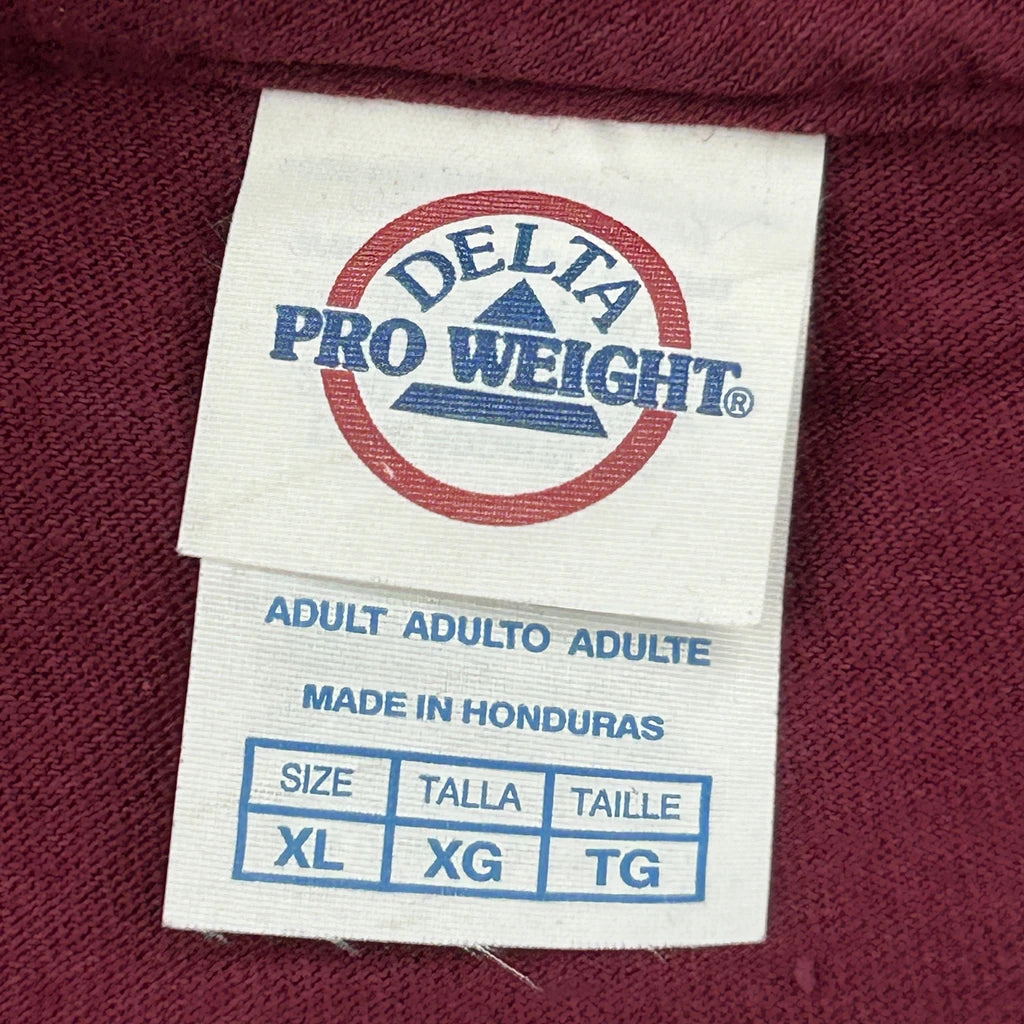 DELTA
PRO WEIGHT®
ADULT ADULTO ADULTE
MADE IN HONDURAS
SIZE TALLA TAILLE
XL XG TG